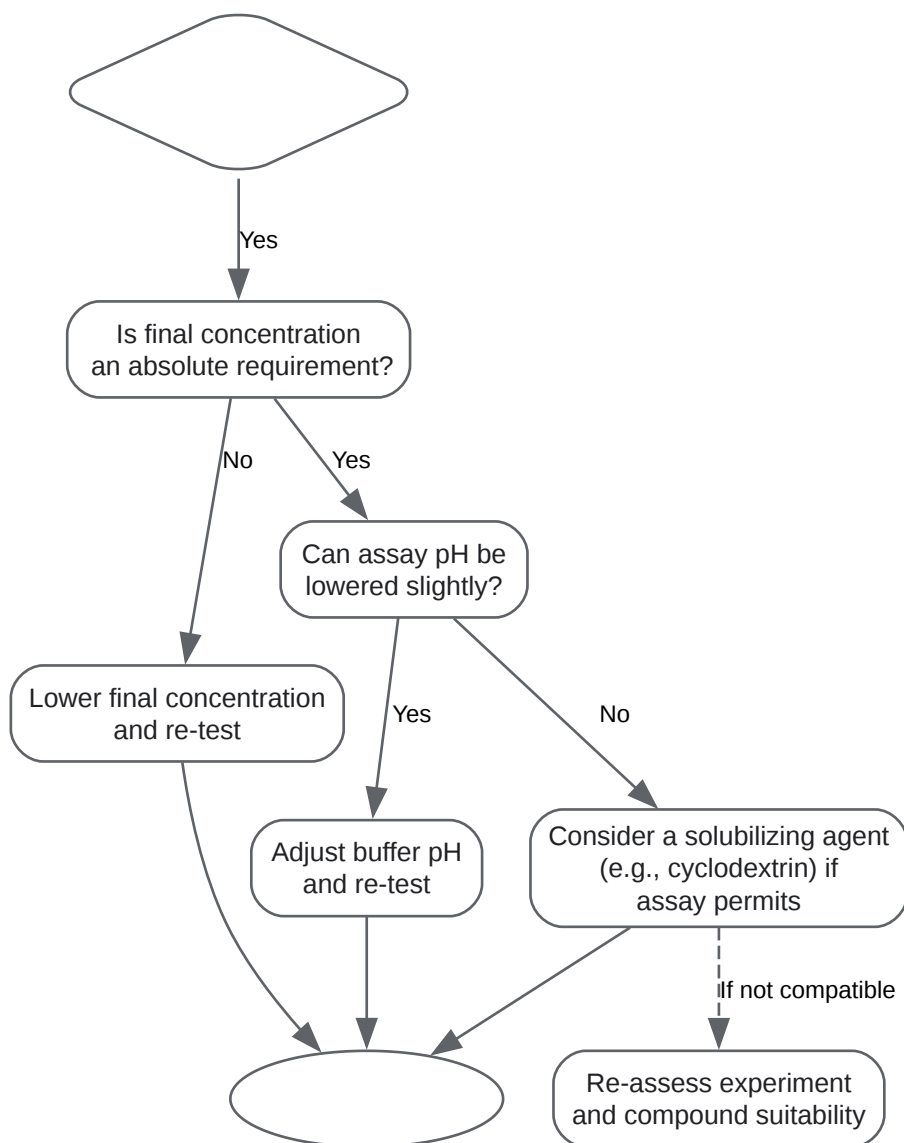 Yes
Is final concentration
an absolute requirement?
No
Yes
Can assay pH be
lowered slightly?
Lower final concentration
and re-test
Yes
No
Adjust buffer pH
and re-test
Consider a solubilizing agent
(e.g., cyclodextrin) if
assay permits
If not compatible
Re-assess experiment
and compound suitability